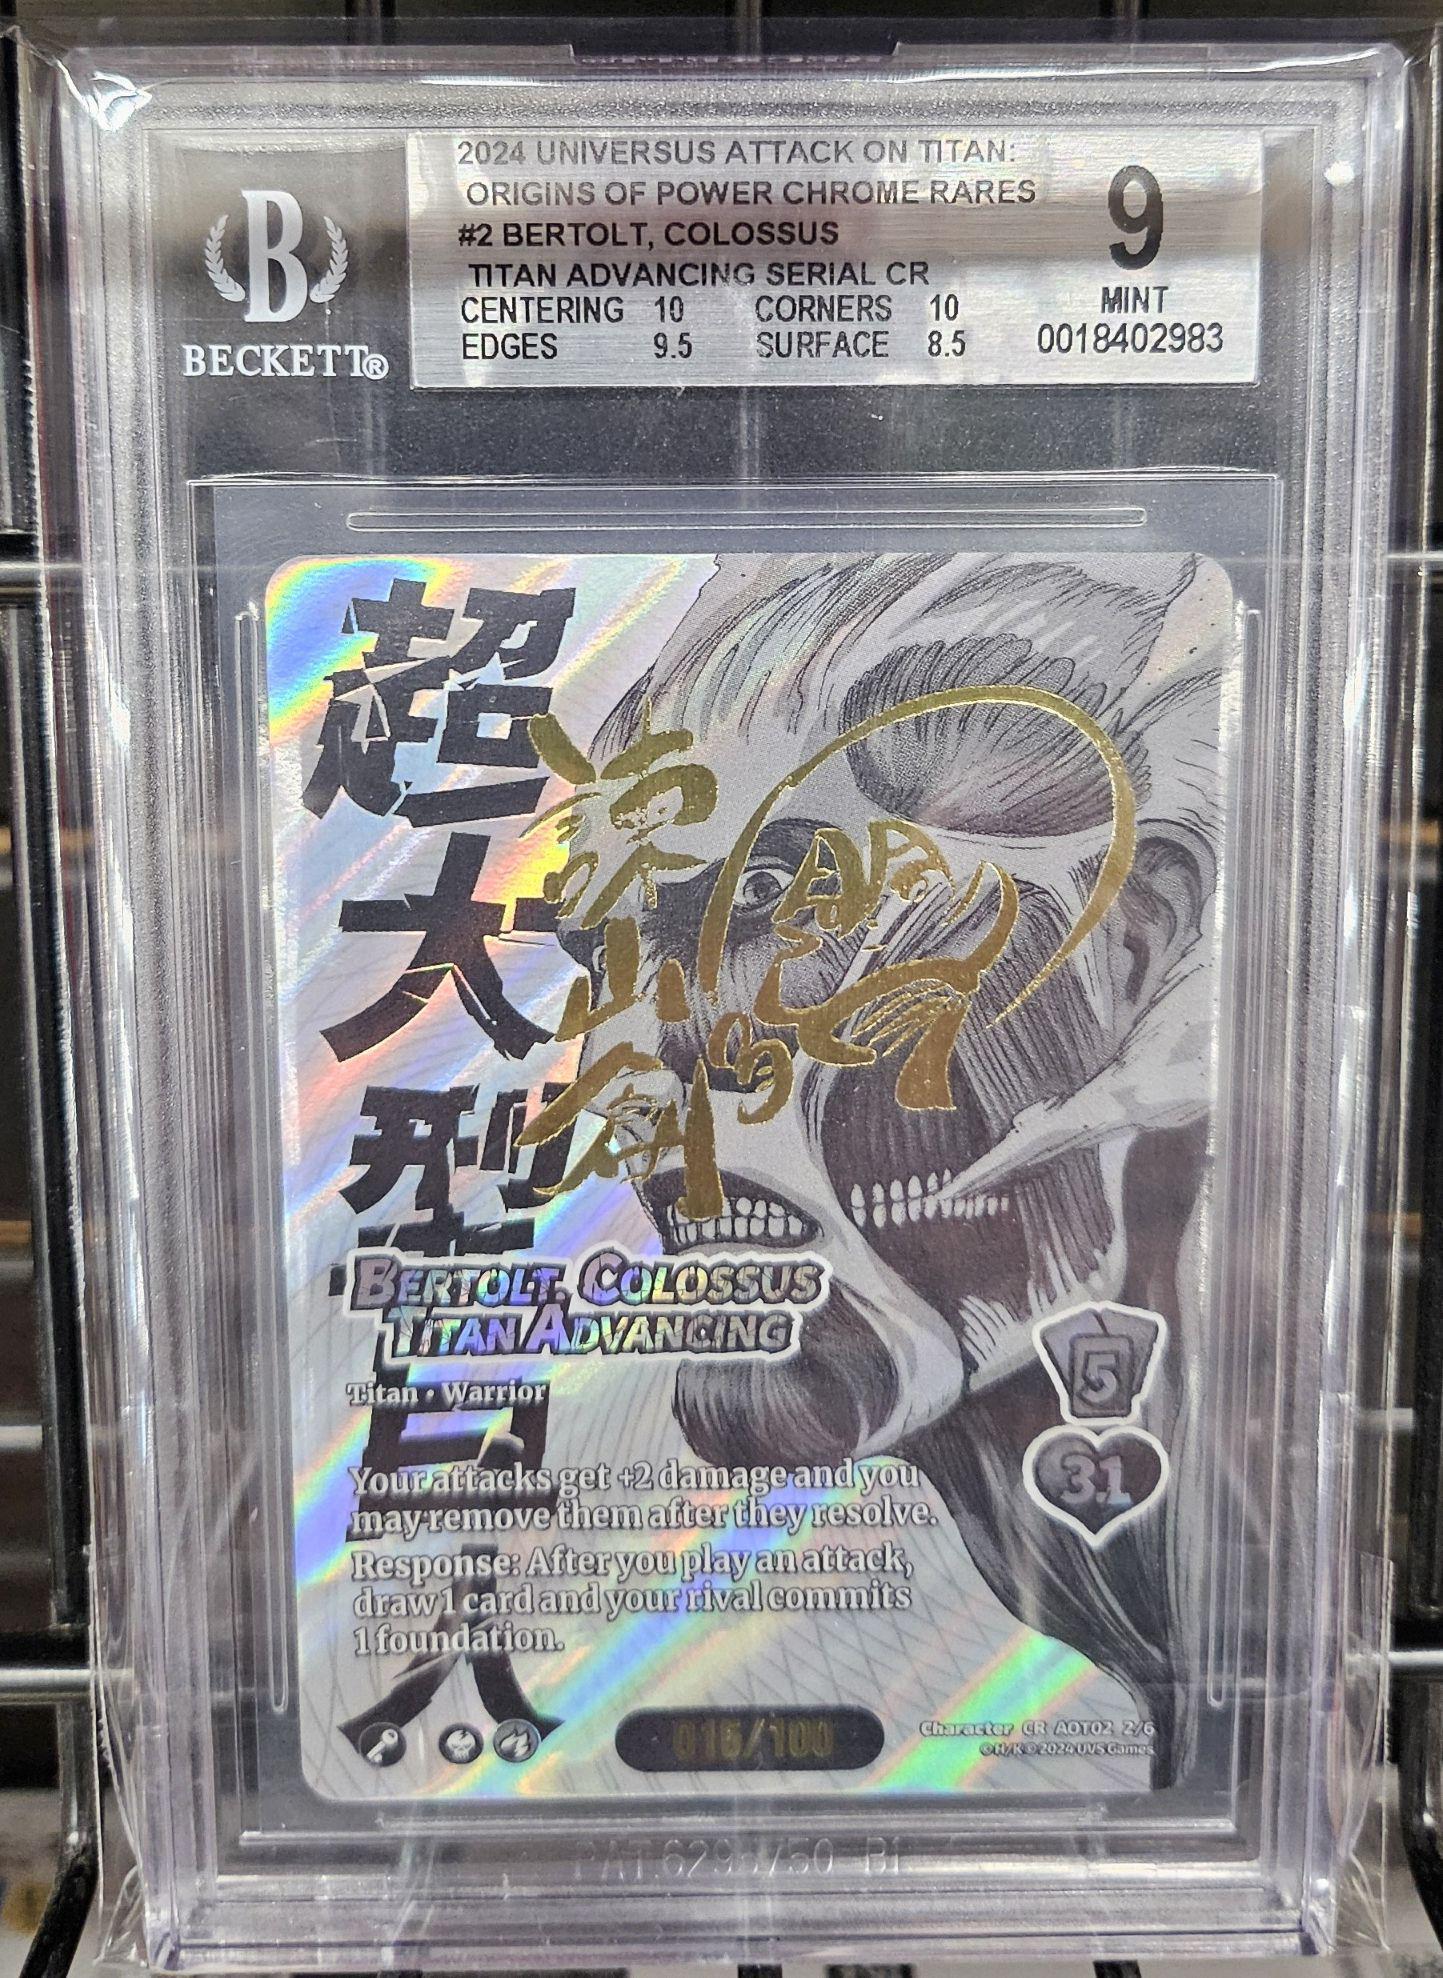 2024 UNIVERSUS ATTACK ON TITAN:
ORIGINS OF POWER CHROME RARES
#2 BERTOLT, COLOSSUS
TITAN ADVANCING SERIAL CR
CENTERING 10 CORNERS 10
EDGES 9.5 SURFACE 8.5
9
MINT
0018402983
B
BECKETT®
超大型巨人
諫山創
BERTOLT, COLOSSUS
TITAN ADVANCING
Titan • Warrior
5
31
Your attacks get +2 damage and you
may remove them after they resolve.
Response: After you play an attack,
draw 1 card and your rival commits
1 foundation.
016/100
Character CR AOT02 2/6
©H/K ©2024 UVS Games